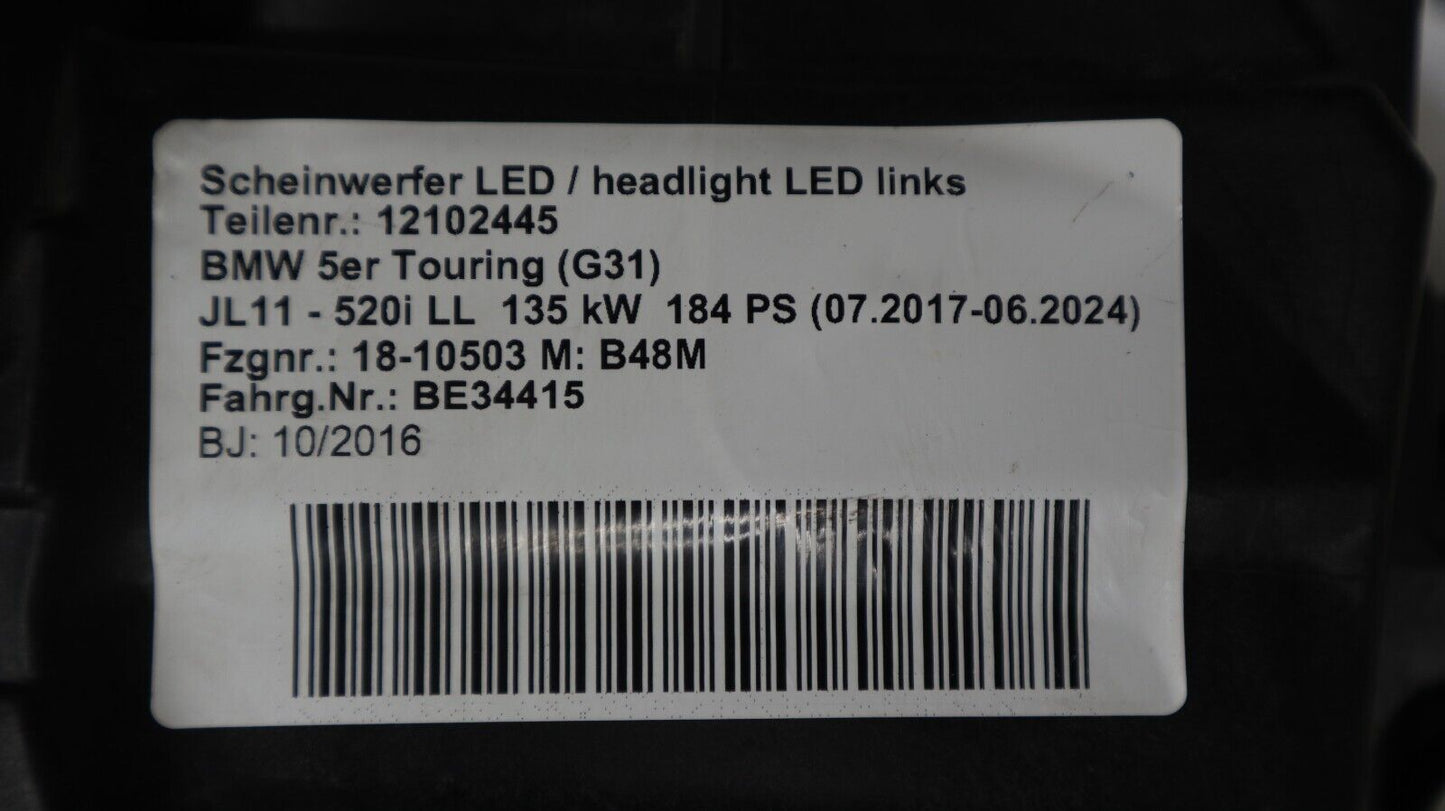 Scheinwerfer LED / headlight LED links
Teilenr.: 12102445
BMW 5er Touring (G31)
JL11 - 520i LL  135 kW  184 PS (07.2017-06.2024)
Fzgnr.: 18-10503 M: B48M
Fahrg.Nr.: BE34415
BJ: 10/2016